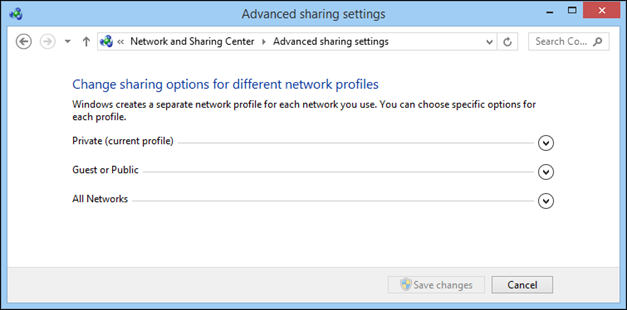 Advanced sharing settings
« Network and Sharing Center Advanced sharing settings Search Co...
Change sharing options for different network profiles
Windows creates a separate network profile for each network you use. You can choose specific options for
each profile.
Private (current profile)
Guest or Public
All Networks
Save changes Cancel